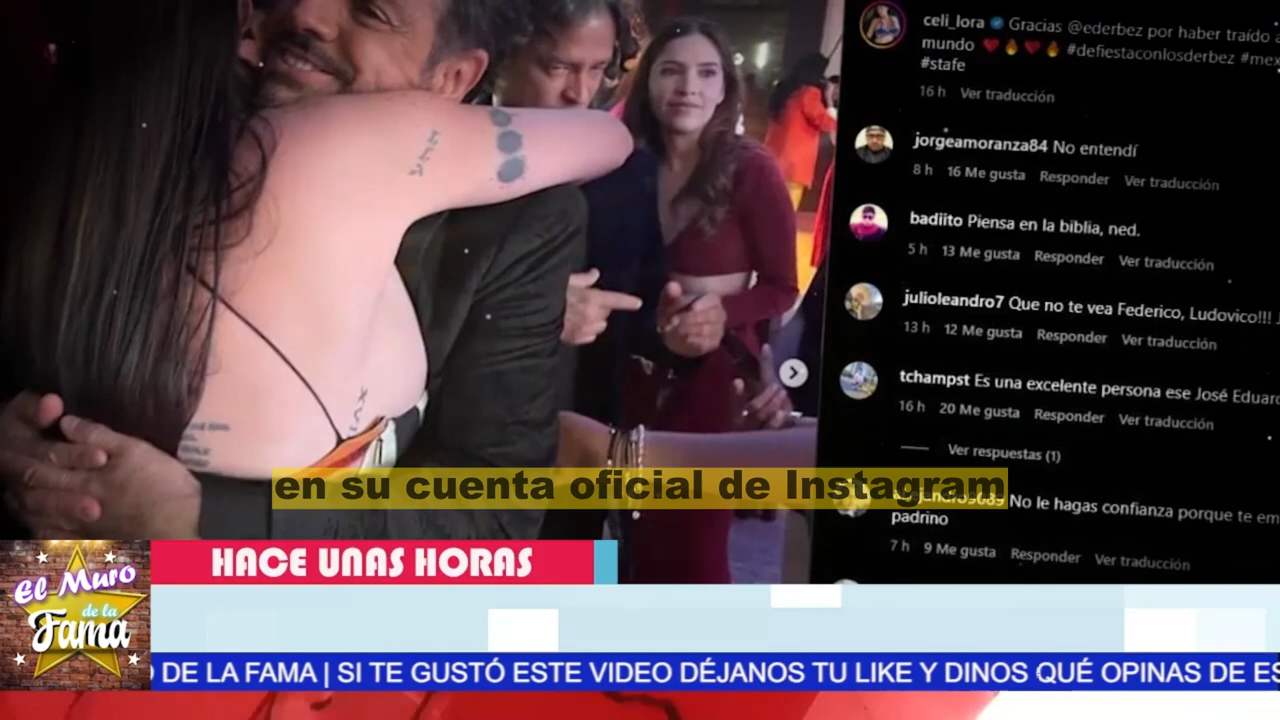 celi_lora Gracias @ederbez por haber traído a
mundo #defiestaconlosderbez #mex
#stafe
16 h Ver traducción
jorgeamoranza84 No entendí
8 h 16 Me gusta Responder Ver traducción
badiito Piensa en la biblia, ned.
5 h 13 Me gusta Responder Ver traducción
julioleandro7 Que no te vea Federico, Ludovico!!! J
13 h 12 Me gusta Responder Ver traducción
tchampst Es una excelente persona ese José Eduard
16 h 20 Me gusta Responder Ver traducción
Ver respuestas (1)
No le hagas confianza porque te em
padrino
7 h 9 Me gusta Responder Ver traducción
en su cuenta oficial de Instagram
HACE UNAS HORAS
El Muro
de la
Fama
O DE LA FAMA | SI TE GUSTÓ ESTE VIDEO DÉJANOS TU LIKE Y DINOS QUÉ OPINAS DE ES